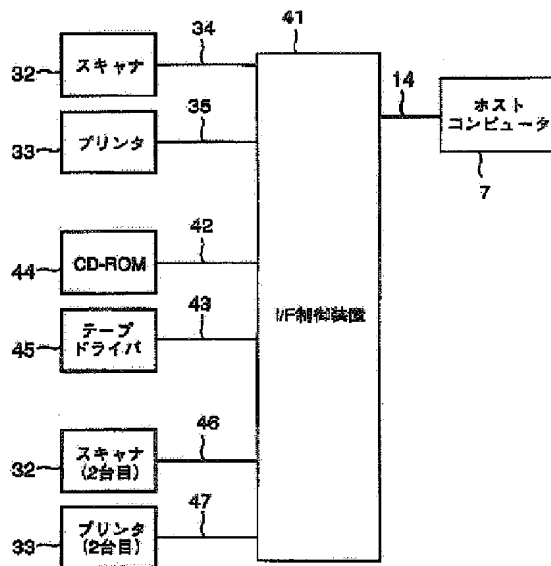 34
41
32
スキャナ
14
ホスト
コンピュータ
35
33
プリンタ
7
42
44
CD-ROM
43
I/F制御装置
45
テープ
ドライバ
46
32
スキャナ
(2台目)
47
33
プリンタ
(2台目)